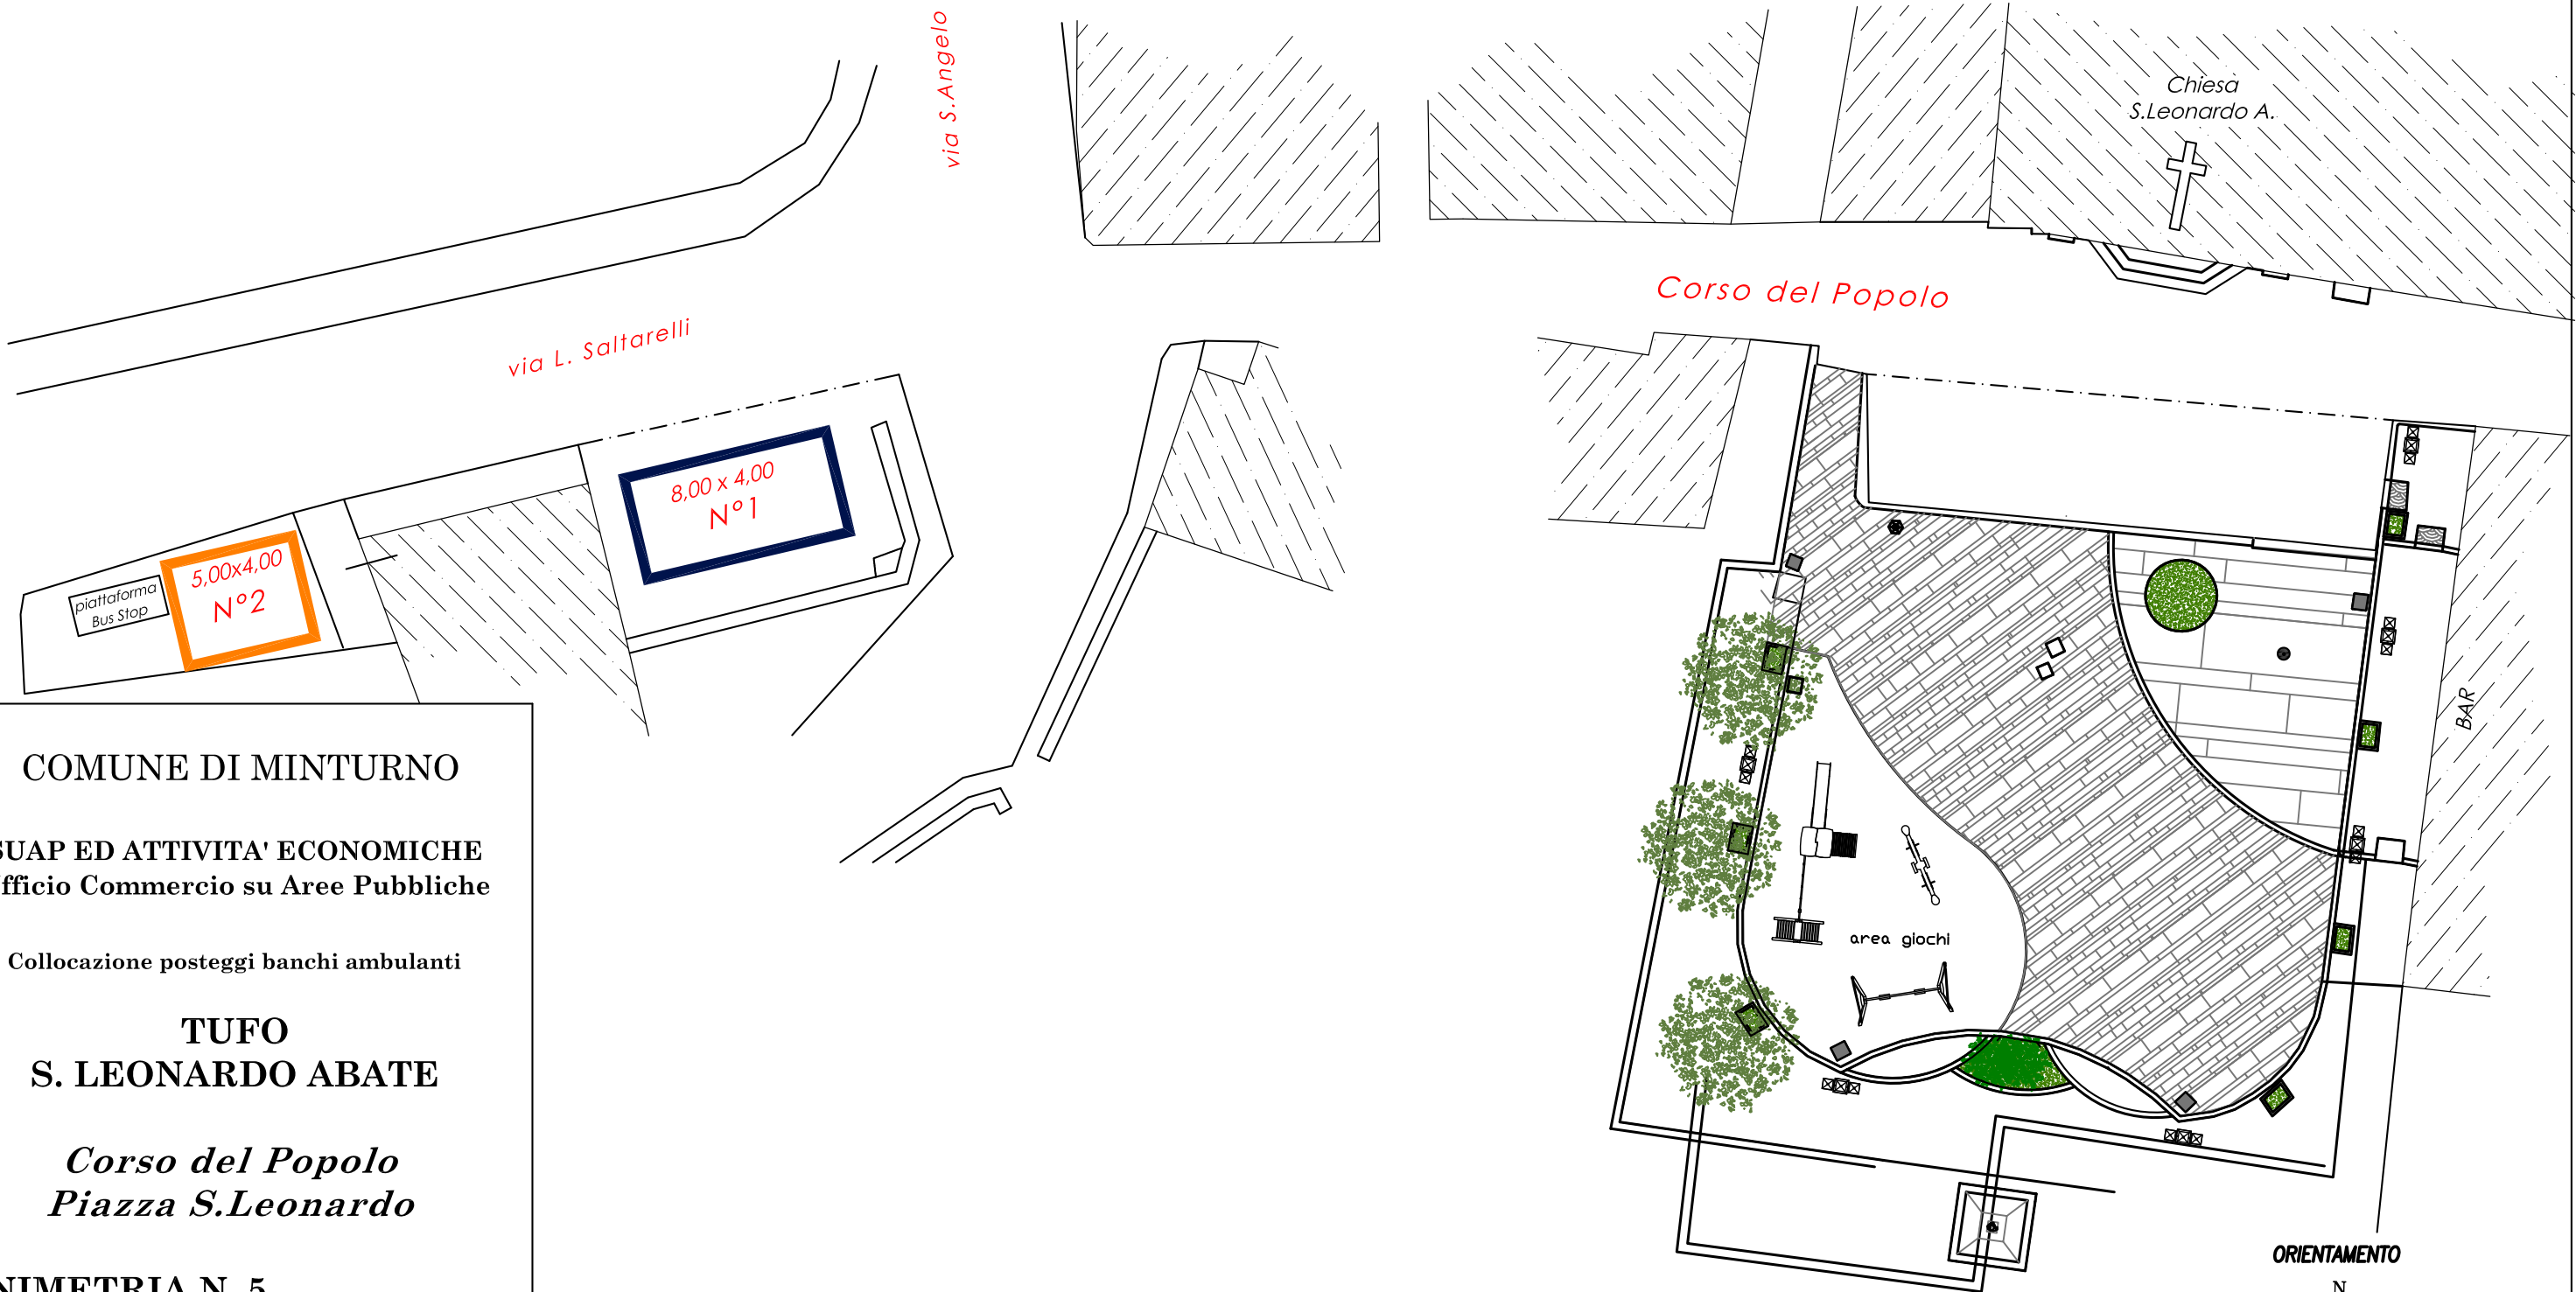 via S.Angelo
Chiesa
S.Leonardo A.
Corso del Popolo
via L. Saltarelli
8,00 x 4,00
N°1
5,00x4,00
N°2
piattaforma
Bus Stop
BAR
area giochi
COMUNE DI MINTURNO
SUAP ED ATTIVITA' ECONOMICHE
fficio Commercio su Aree Pubbliche
Collocazione posteggi banchi ambulanti
TUFO
S. LEONARDO ABATE
Corso del Popolo
Piazza S.Leonardo
NIMETRIA N. 5
ORIENTAMENTO
N